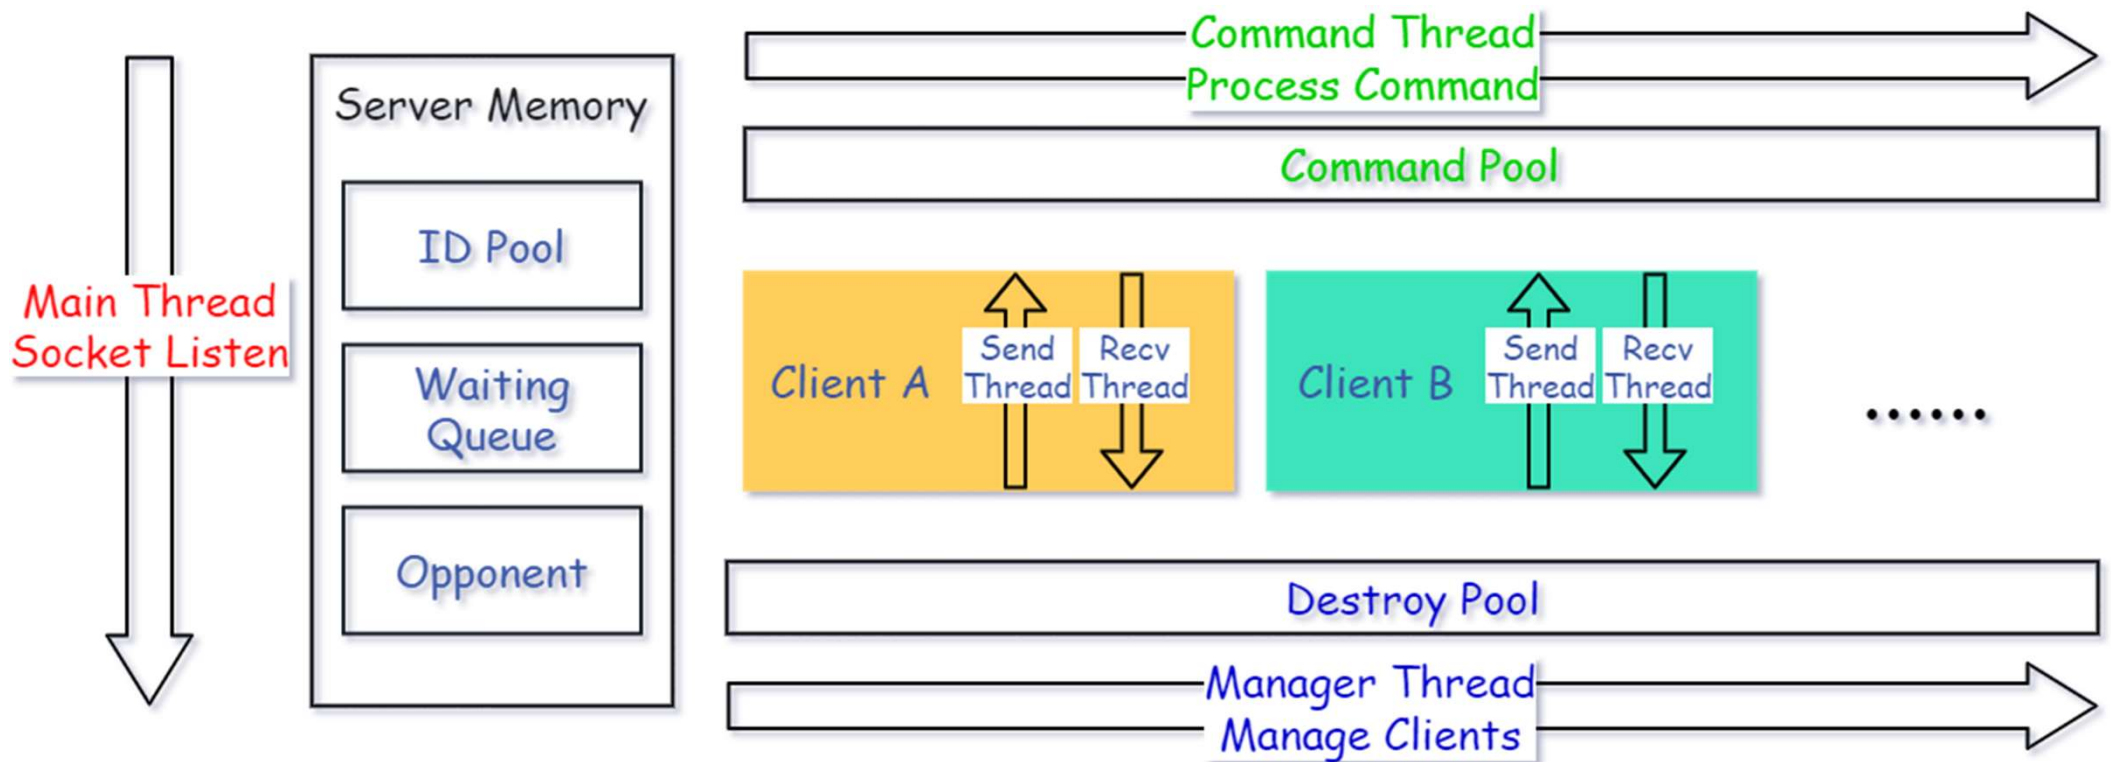 Main Thread
Socket Listen
Server Memory
ID Pool
Waiting
Queue
Opponent
Command Thread
Process Command
Command Pool
Client A
Send
Thread
Recv
Thread
Client B
Send
Thread
Recv
Thread
......
Destroy Pool
Manager Thread
Manage Clients